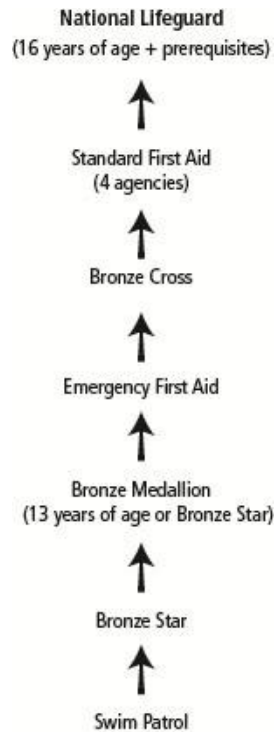 National Lifeguard
(16 years of age + prerequisites)
Standard First Aid
(4 agencies)
Bronze Cross
Emergency First Aid
Bronze Medallion
(13 years of age or Bronze Star)
Bronze Star
Swim Patrol